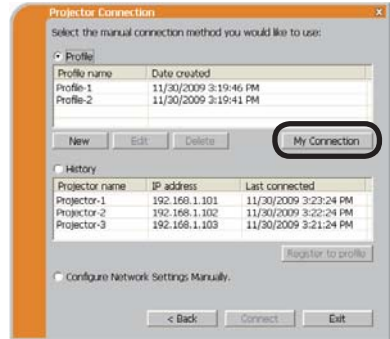 Projector Connection
Select the manual connection method you would like to use:
Profile
Profile name Date created
Profile-1 11/30/2009 3:19:46 PM
Profile-2 11/30/2009 3:19:41 PM
New Edit Delete My Connection
History
Projector name IP address Last connected
Projector-1 192.168.1.101 11/30/2009 3:23:24 PM
Projector-2 192.168.1.102 11/30/2009 3:22:24 PM
Projector-3 192.168.1.103 11/30/2009 3:21:24 PM
Register to profile
Configure Network Settings Manually.
< Back Connect Exit